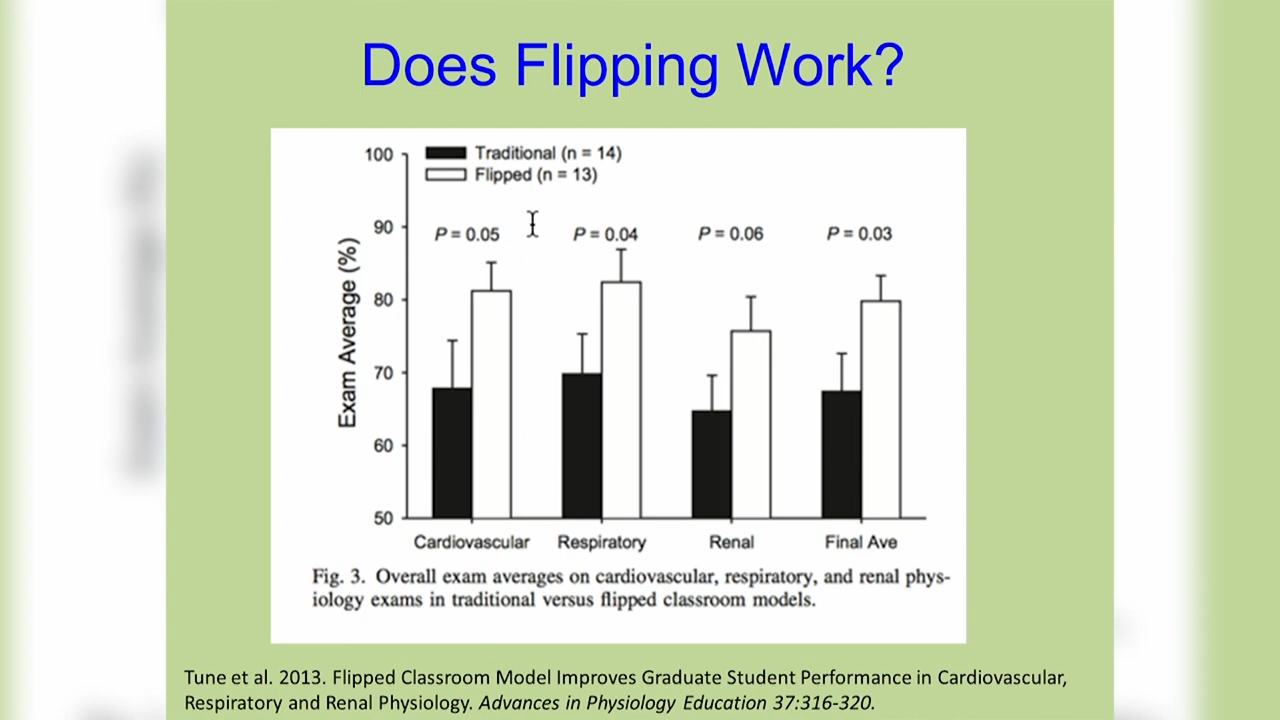 Does Flipping Work?
100
Traditional (n = 14)
Flipped (n = 13)
90
P = 0.05
P = 0.04
P = 0.06
P = 0.03
Exam Average (%)
80
70
60
50
Cardiovascular
Respiratory
Renal
Final Ave
Fig. 3. Overall exam averages on cardiovascular, respiratory, and renal phys-
iology exams in traditional versus flipped classroom models.
Tune et al. 2013. Flipped Classroom Model Improves Graduate Student Performance in Cardiovascular,
Respiratory and Renal Physiology. Advances in Physiology Education 37:316-320.